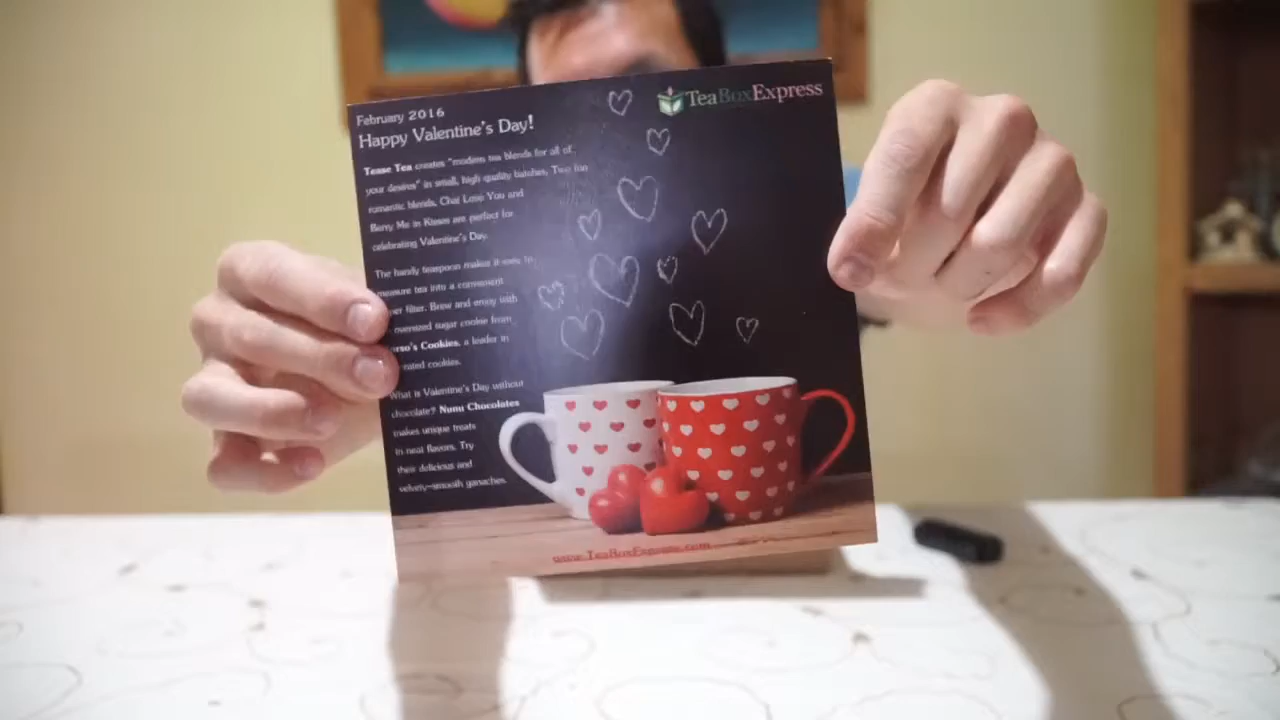 February 2016
Happy Valentine's Day!
TeaBoxExpress
Tease Tea creates "modern tea blends for all of
your desires" in small, high quality batches. Two fun
romantic blends, Chai Love You and
Berry Me in Kisses are perfect for
celebrating Valentine's Day.
The handy teaspoon makes it easy to
measure tea into a convenient
filter. Brew and enjoy with
oversized sugar cookie from
Cookies, a leader in
cookies.
What is Valentine's Day without
chocolate? Nunu Chocolates
makes unique treats
in neat flavors. Try
their delicious and
velvety-smooth ganaches.
www.TeaBoxExpress.com